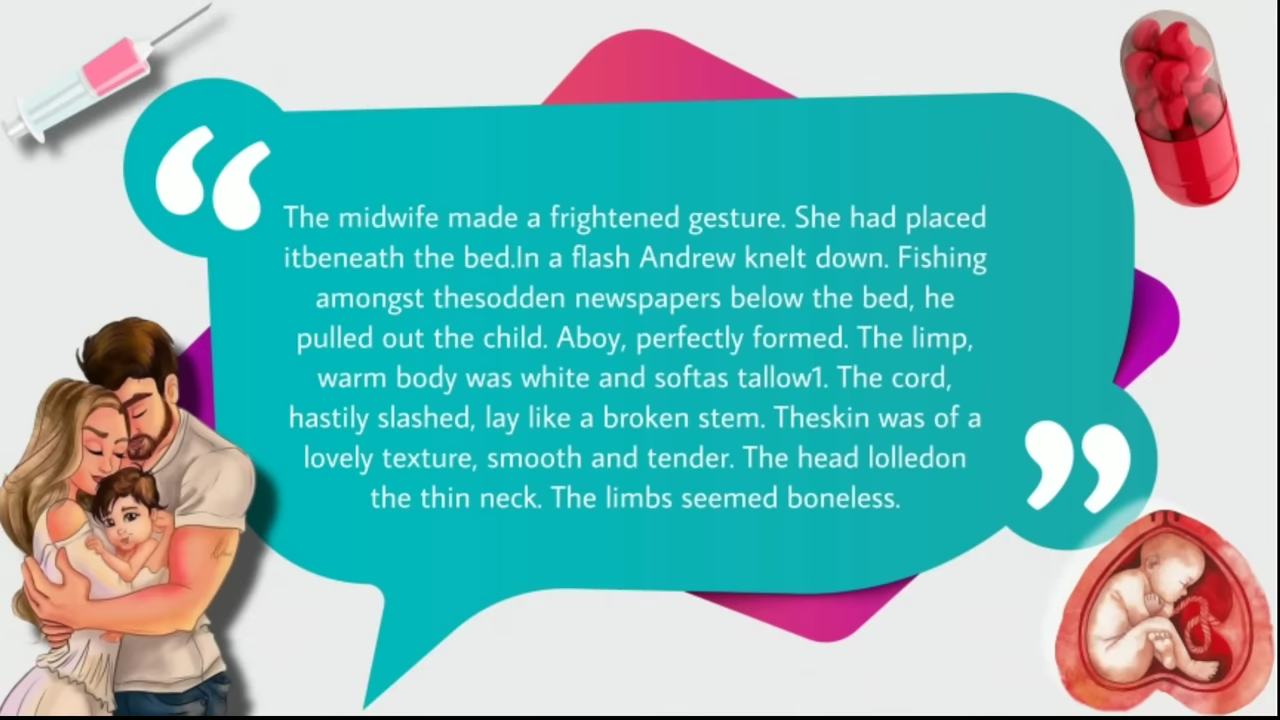 The midwife made a frightened gesture. She had placed
itbeneath the bed.In a flash Andrew knelt down. Fishing
amongst thesodden newspapers below the bed, he
pulled out the child. Aboy, perfectly formed. The limp,
warm body was white and softas tallow1. The cord,
hastily slashed, lay like a broken stem. Theskin was of a
lovely texture, smooth and tender. The head lolledon
the thin neck. The limbs seemed boneless.